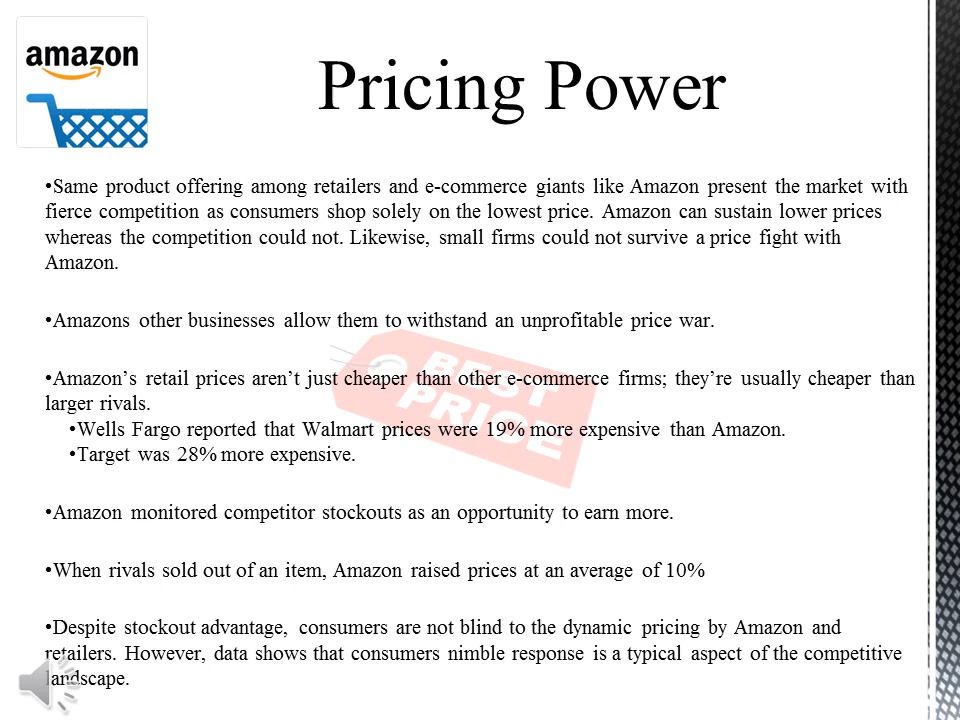 amazon
Pricing Power
•Same product offering among retailers and e-commerce giants like Amazon present the market with
fierce competition as consumers shop solely on the lowest price. Amazon can sustain lower prices
whereas the competition could not. Likewise, small firms could not survive a price fight with
Amazon.
•Amazons other businesses allow them to withstand an unprofitable price war.
•Amazon’s retail prices aren’t just cheaper than other e-commerce firms; they’re usually cheaper than
larger rivals.
•Wells Fargo reported that Walmart prices were 19% more expensive than Amazon.
•Target was 28% more expensive.
BEST
PRICE
•Amazon monitored competitor stockouts as an opportunity to earn more.
•When rivals sold out of an item, Amazon raised prices at an average of 10%
•Despite stockout advantage, consumers are not blind to the dynamic pricing by Amazon and
retailers. However, data shows that consumers nimble response is a typical aspect of the competitive
landscape.